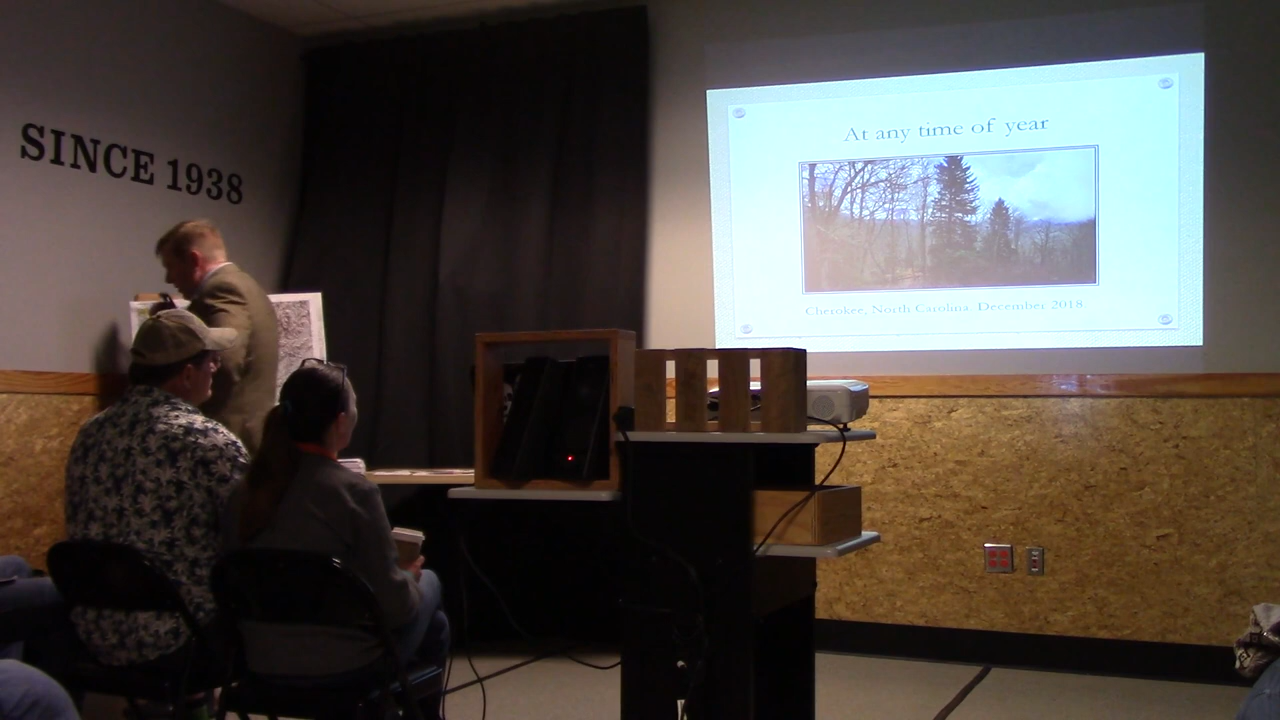 SINCE 1938
At any time of year
Cherokee, North Carolina December 2018